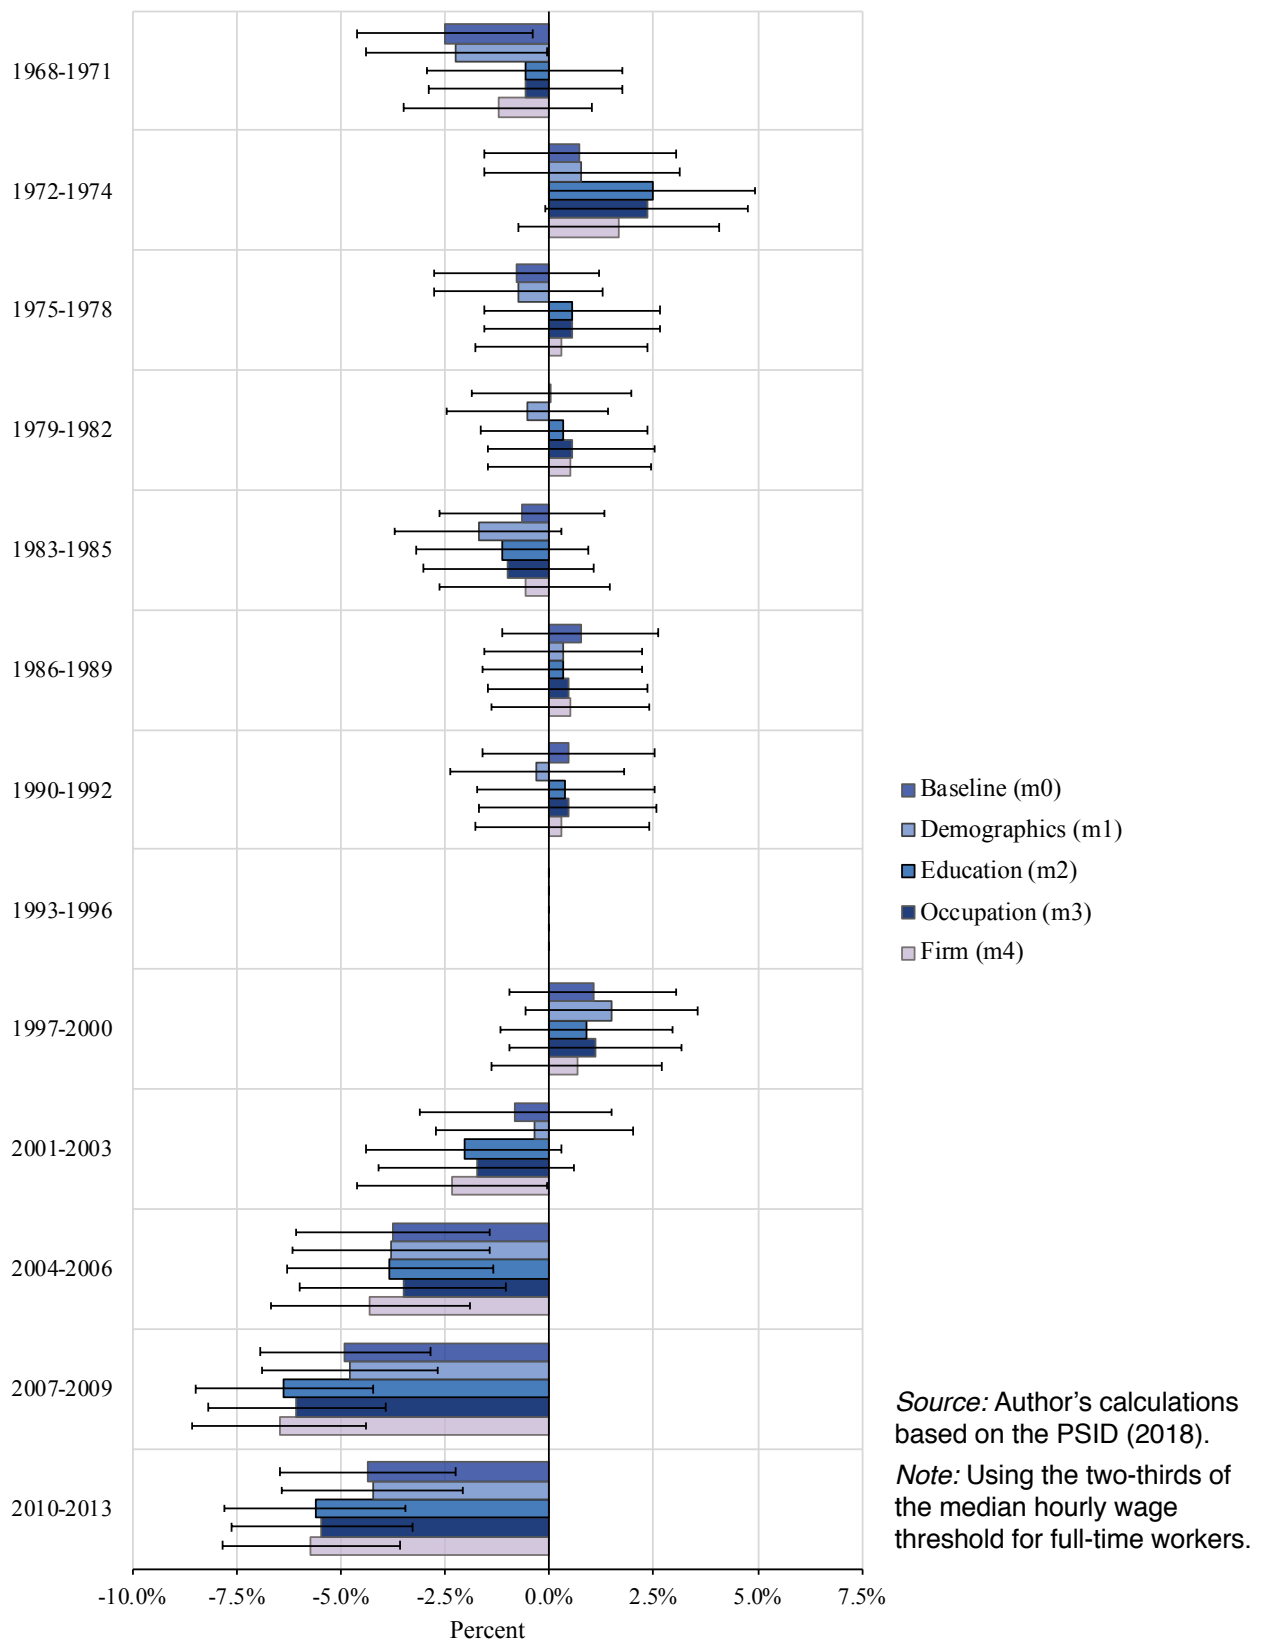 1968-1971
1972-1974
1975-1978
1979-1982
1983-1985
1986-1989
1990-1992
1993-1996
1997-2000
2001-2003
2004-2006
2007-2009
2010-2013
-10.0% -7.5% -5.0% -2.5% 0.0% 2.5% 5.0% 7.5%
Percent
Baseline (m0)
Demographics (m1)
Education (m2)
Occupation (m3)
Firm (m4)
Source: Author’s calculations
based on the PSID (2018).
Note: Using the two-thirds of
the median hourly wage
threshold for full-time workers.